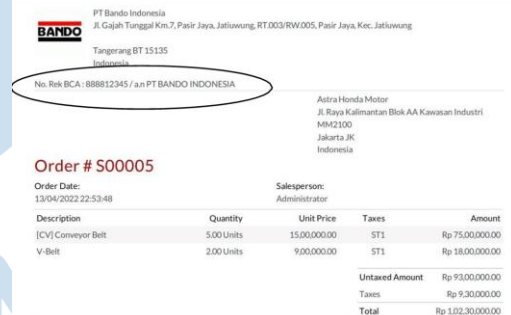 BANDO
PT Bando Indonesia
Jl. Gajah Tunggal Km.7, Pasir Jaya, Jatiuwung, RT.003/RW.005, Pasir Jaya, Kec. Jatiuwung
Tangerang BT 15135
Indonesia
No. Rek BCA : 888812345 / a.n PT BANDO INDONESIA
Astra Honda Motor
Jl. Raya Kalimantan Blok AA Kawasan Industri
MM2100
Jakarta JK
Indonesia
Order # S00005
Order Date: Salesperson:
13/04/2022 22:53:48 Administrator
Description Quantity Unit Price Taxes Amount
[CV] Conveyor Belt 5.00 Units 15,00,000.00 ST1 Rp 75,00,000.00
V-Belt 2.00 Units 9,00,000.00 ST1 Rp 18,00,000.00
Untaxed Amount Rp 93,00,000.00
Taxes Rp 9,30,000.00
Total Rp 1,02,30,000.00